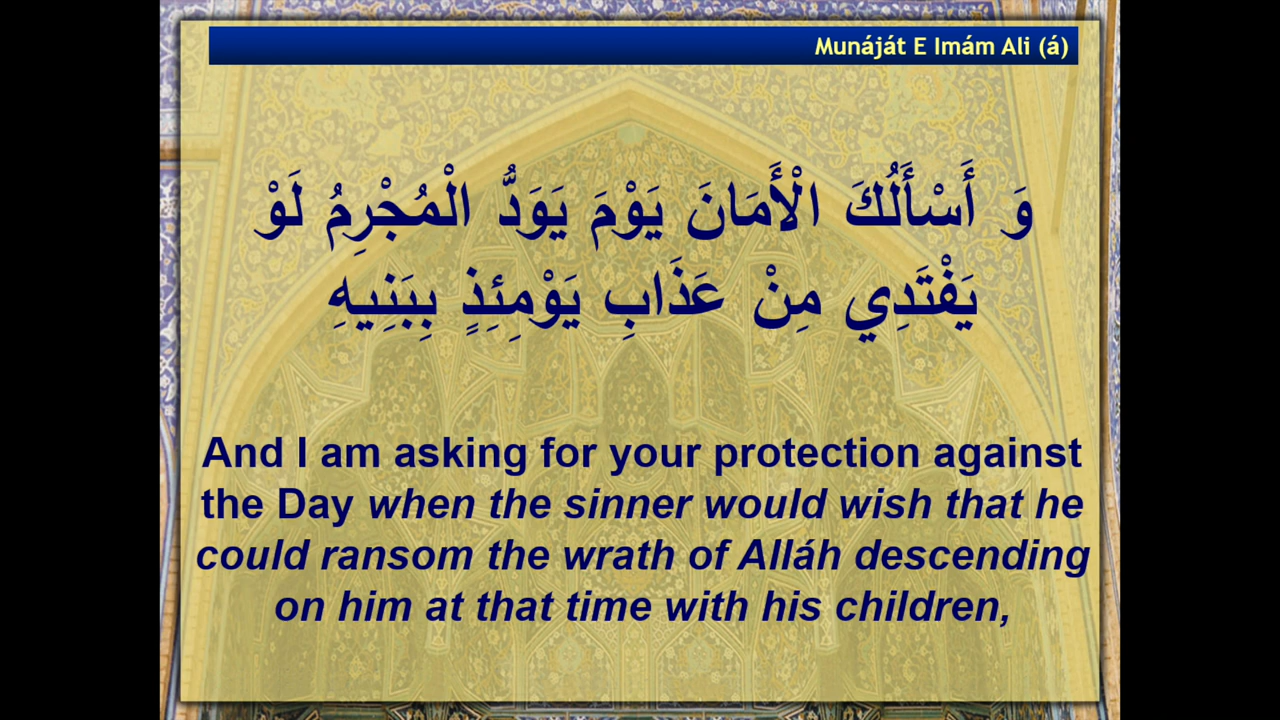 Munáját E Imám Ali (á)
وَ أَسْأَلُكَ الْأَمَانَ يَوْمَ يَوَدُّ الْمُجْرِمُ لَوْ
يَفْتَدِي مِنْ عَذَابِ يَوْمِئِذٍ بِبَنِيهِ
And I am asking for your protection against
the Day when the sinner would wish that he
could ransom the wrath of Alláh descending
on him at that time with his children,